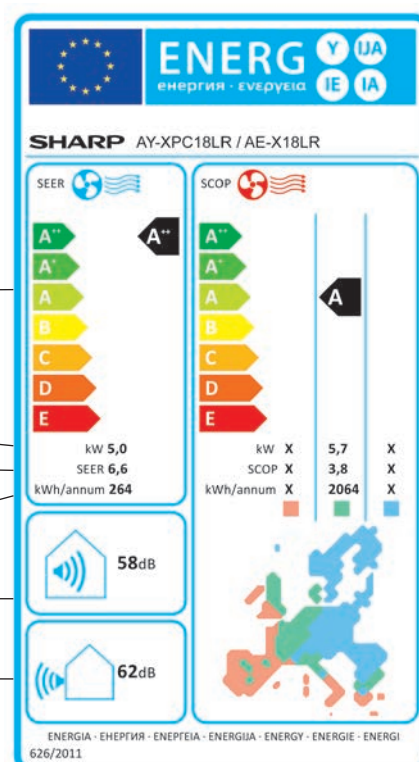 ENERG Y IJA
енергия · ενεργεια IE IA
SHARP AY-XPC18LR / AE-X18LR
SEER
A++ A++
A+
A
B
C
D
E
kW 5,0
SEER 6,6
kWh/annum 264
SCOP
A++
A+
A A
B
C
D
E
kW X 5,7 X
SCOP X 3,8 X
kWh/annum X 2064 X
58dB
62dB
ENERGIA · ЕНЕРГИЯ · ΕΝΕΡΓΕΙΑ · ENERGIJA · ENERGY · ENERGIE · ENERGI
626/2011